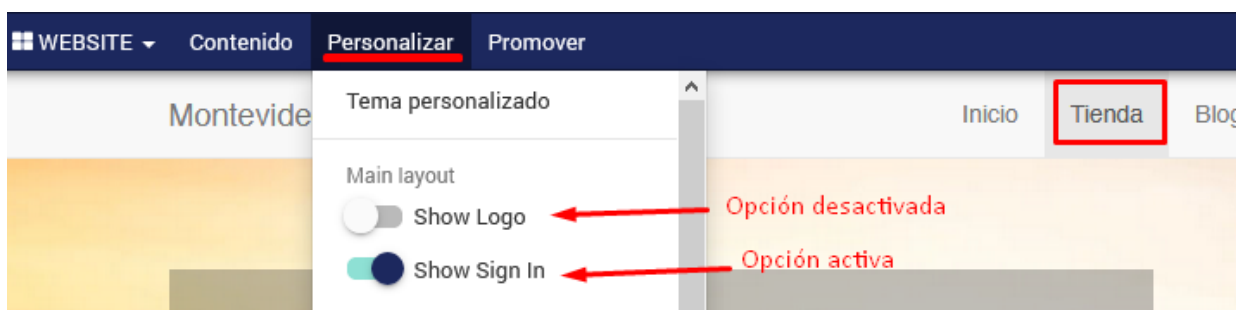 WEBSITE Contenido Personalizar Promover
Tema personalizado
Montevide Inicio Tienda Blog
Main layout
Show Logo
Opción desactivada
Show Sign In
Opción activa